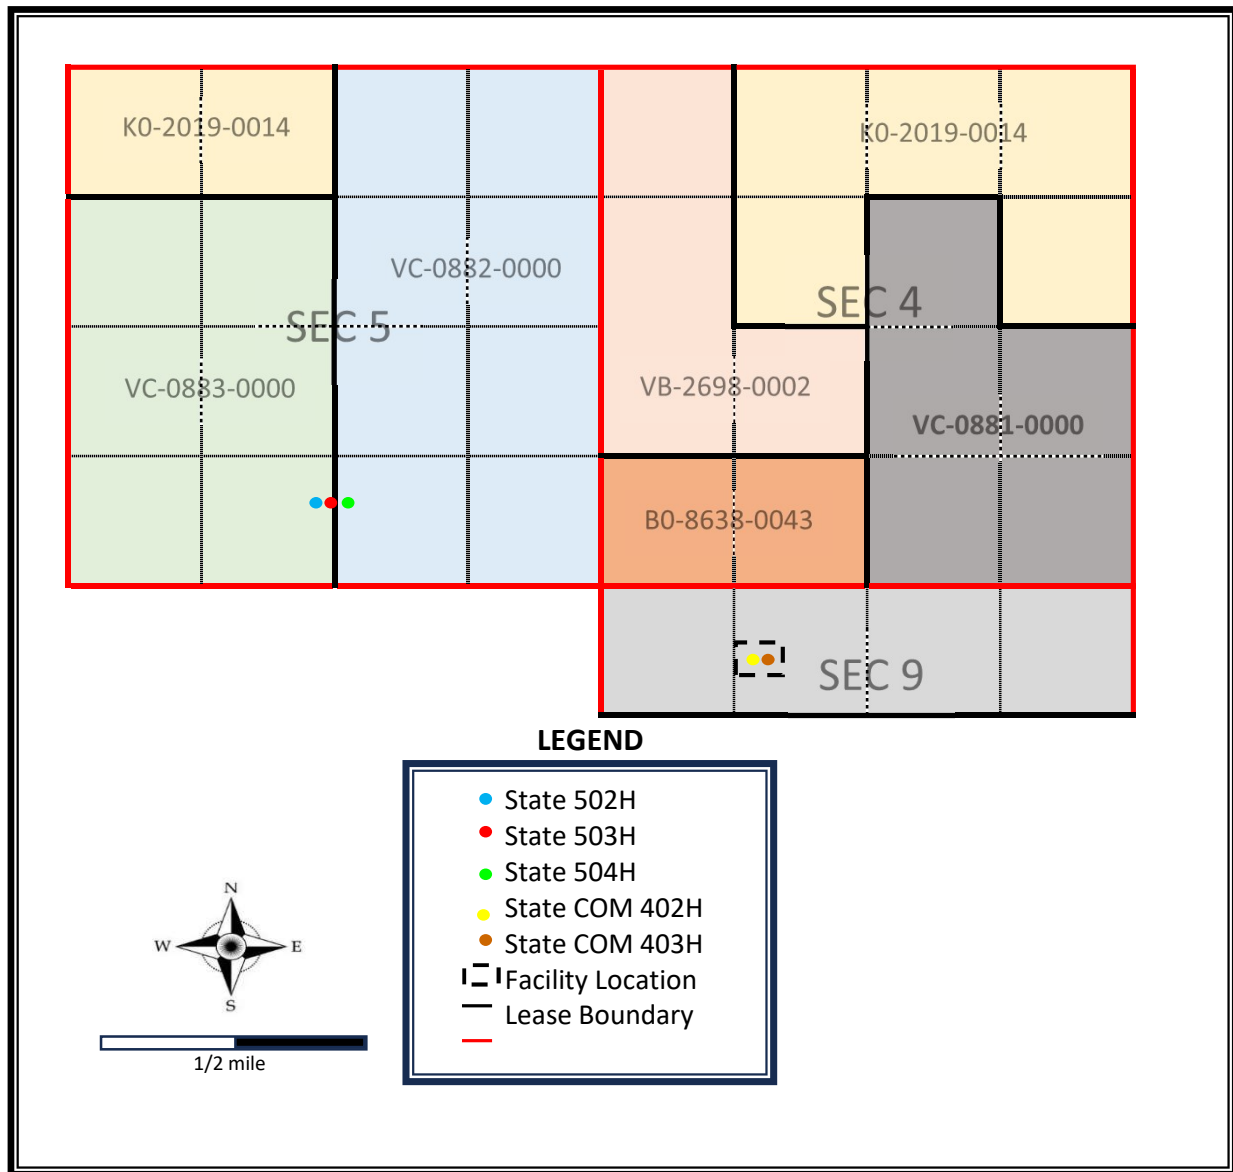 K0-2019-0014
K0-2019-0014
VC-0882-0000
SEC 5
SEC 4
VC-0883-0000
VB-2698-0002
VC-0881-0000
B0-8638-0043
SEC 9
LEGEND
State 502H
State 503H
State 504H
State COM 402H
State COM 403H
Facility Location
Lease Boundary
N
W
E
S
1/2 mile